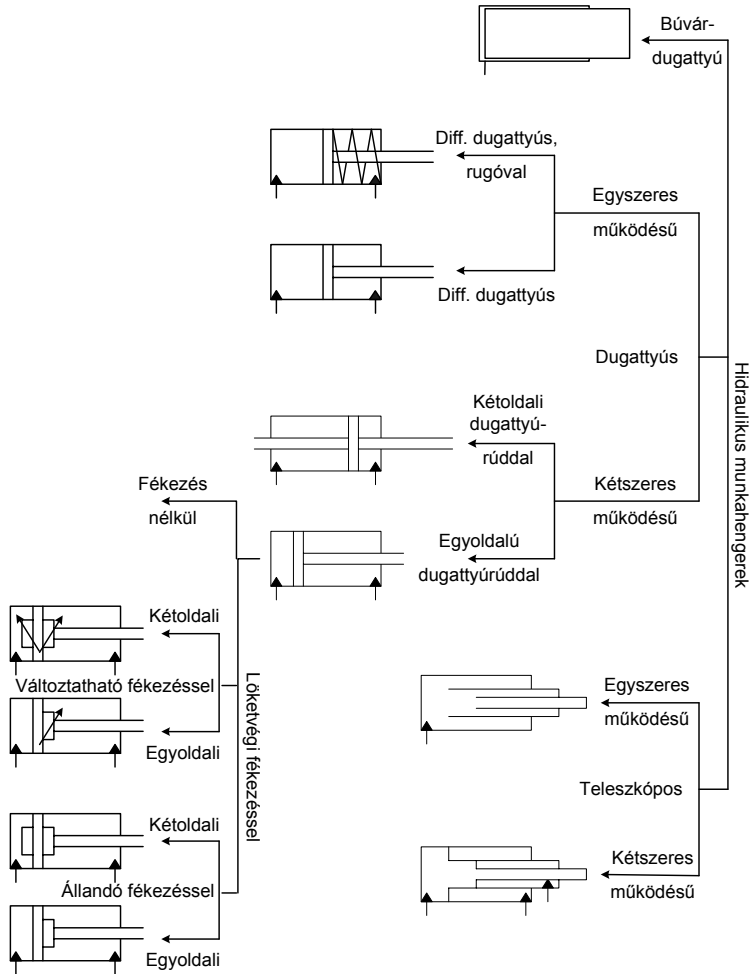 Búvár-
dugattyú
Diff. dugattyús,
rugóval
Egyszeres
működésű
Diff. dugattyús
Dugattyús
Hidraulikus munkahengerek
Kétoldali
dugattyú-
rúddal
Kétszeres
működésű
Fékezés
nélkül
Egyoldalú
dugattyúrúddal
Kétoldali
Változtatható fékezéssel
Egyoldali
Löketvégi fékezéssel
Kétoldali
Állandó fékezéssel
Egyoldali
Egyszeres
működésű
Teleszkópos
Kétszeres
működésű